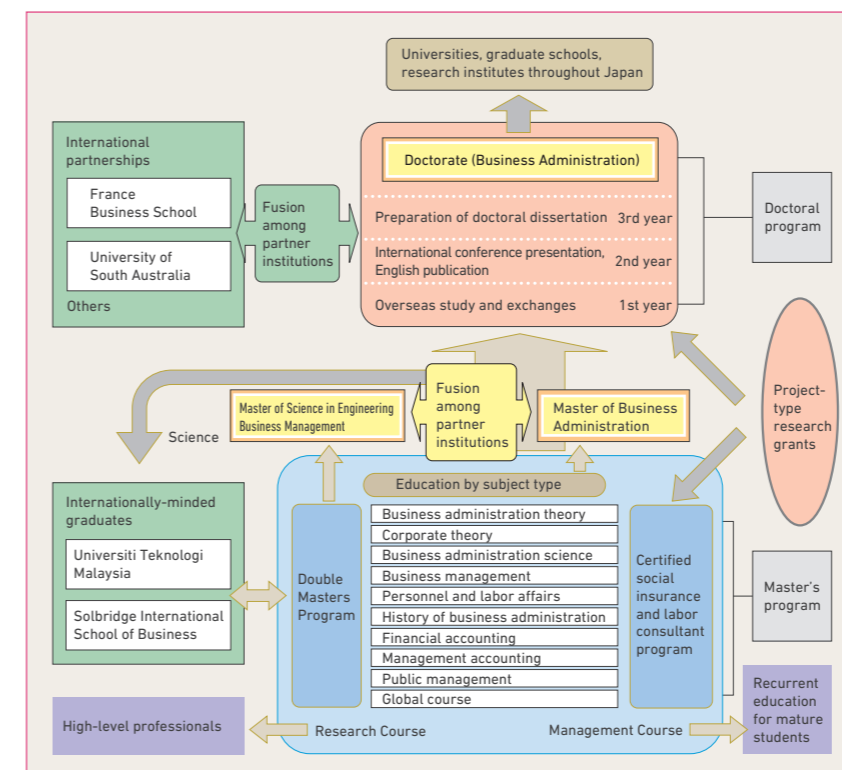 Universities, graduate schools,
research institutes throughout Japan
International
partnerships
France
Business School
University of
South Australia
Others
Fusion
among
partner
institutions
Doctorate (Business Administration)
Preparation of doctoral dissertation 3rd year
International conference presentation,
English publication 2nd year
Overseas study and exchanges 1st year
Doctoral
program
Project-
type
research
grants
Science
Master of Science in Engineering
Business Management
Fusion
among
partner
institutions
Master of Business
Administration
Internationally-minded
graduates
Universiti Teknologi
Malaysia
Solbridge International
School of Business
Education by subject type
Double
Masters
Program
Business administration theory
Corporate theory
Business administration science
Business management
Personnel and labor affairs
History of business administration
Financial accounting
Management accounting
Public management
Global course
Certified
social
insurance
and labor
consultant
program
Master's
program
High-level professionals
Research Course
Management Course
Recurrent
education
for mature
students